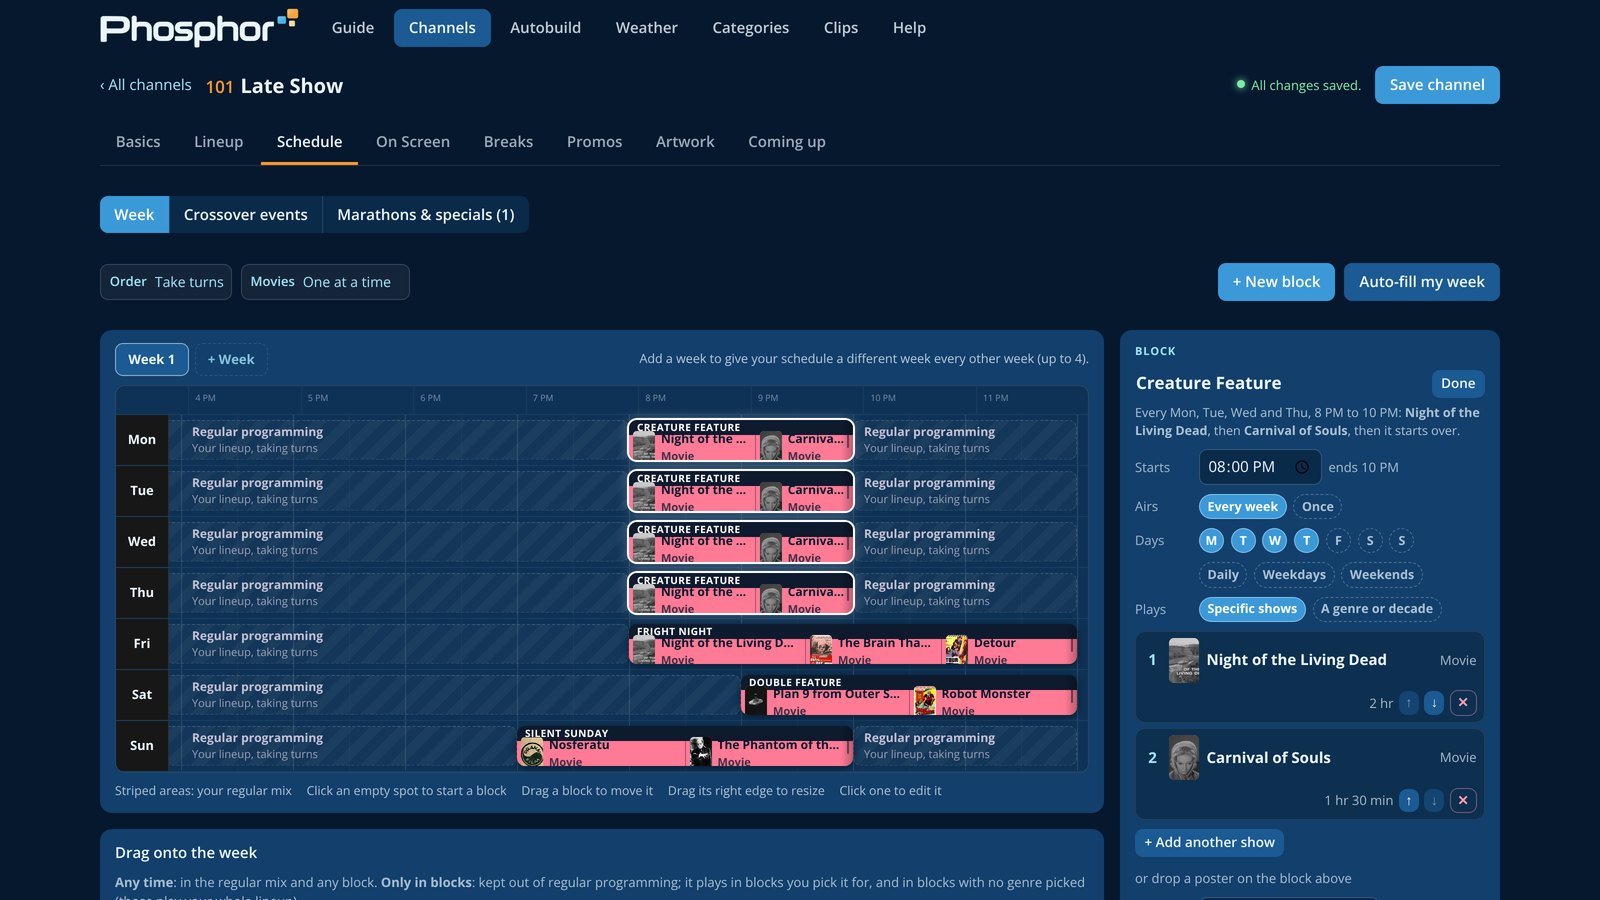 Phosphor
Guide
Channels
Autobuild
Weather
Categories
Clips
Help
‹ All channels
101 Late Show
All changes saved.
Save channel
Basics
Lineup
Schedule
On Screen
Breaks
Promos
Artwork
Coming up
Week
Crossover events
Marathons & specials (1)
Order Take turns
Movies One at a time
+ New block
Auto-fill my week
Week 1
+ Week
Add a week to give your schedule a different week every other week (up to 4).
4 PM
5 PM
6 PM
7 PM
8 PM
9 PM
10 PM
11 PM
Mon
Regular programming
Your lineup, taking turns
CREATURE FEATURE
Night of the ...
Movie
Carniva...
Movie
Regular programming
Your lineup, taking turns
Tue
Regular programming
Your lineup, taking turns
CREATURE FEATURE
Night of the ...
Movie
Carniva...
Movie
Regular programming
Your lineup, taking turns
Wed
Regular programming
Your lineup, taking turns
CREATURE FEATURE
Night of the ...
Movie
Carniva...
Movie
Regular programming
Your lineup, taking turns
Thu
Regular programming
Your lineup, taking turns
CREATURE FEATURE
Night of the ...
Movie
Carniva...
Movie
Regular programming
Your lineup, taking turns
Fri
Regular programming
Your lineup, taking turns
FRIGHT NIGHT
Night of the Living D...
Movie
The Brain Tha...
Movie
Detour
Movie
Sat
Regular programming
Your lineup, taking turns
DOUBLE FEATURE
Plan 9 from Outer S...
Movie
Robot Monster
Movie
Sun
Regular programming
Your lineup, taking turns
SILENT SUNDAY
Nosferatu
Movie
The Phantom of th...
Movie
Regular programming
Your lineup, taking turns
Striped areas: your regular mix
Click an empty spot to start a block
Drag a block to move it
Drag its right edge to resize
Click one to edit it
Drag onto the week
Any time: in the regular mix and any block. Only in blocks: kept out of regular programming; it plays in blocks you pick it for, and in blocks with no genre picked
BLOCK
Creature Feature
Done
Every Mon, Tue, Wed and Thu, 8 PM to 10 PM: Night of the
Living Dead, then Carnival of Souls, then it starts over.
Starts
08:00 PM
ends 10 PM
Airs
Every week
Once
Days
M
T
W
T
F
S
S
Daily
Weekdays
Weekends
Plays
Specific shows
A genre or decade
1
Night of the Living Dead
Movie
2 hr
↑
↓
✕
2
Carnival of Souls
Movie
1 hr 30 min
↑
↓
✕
+ Add another show
or drop a poster on the block above